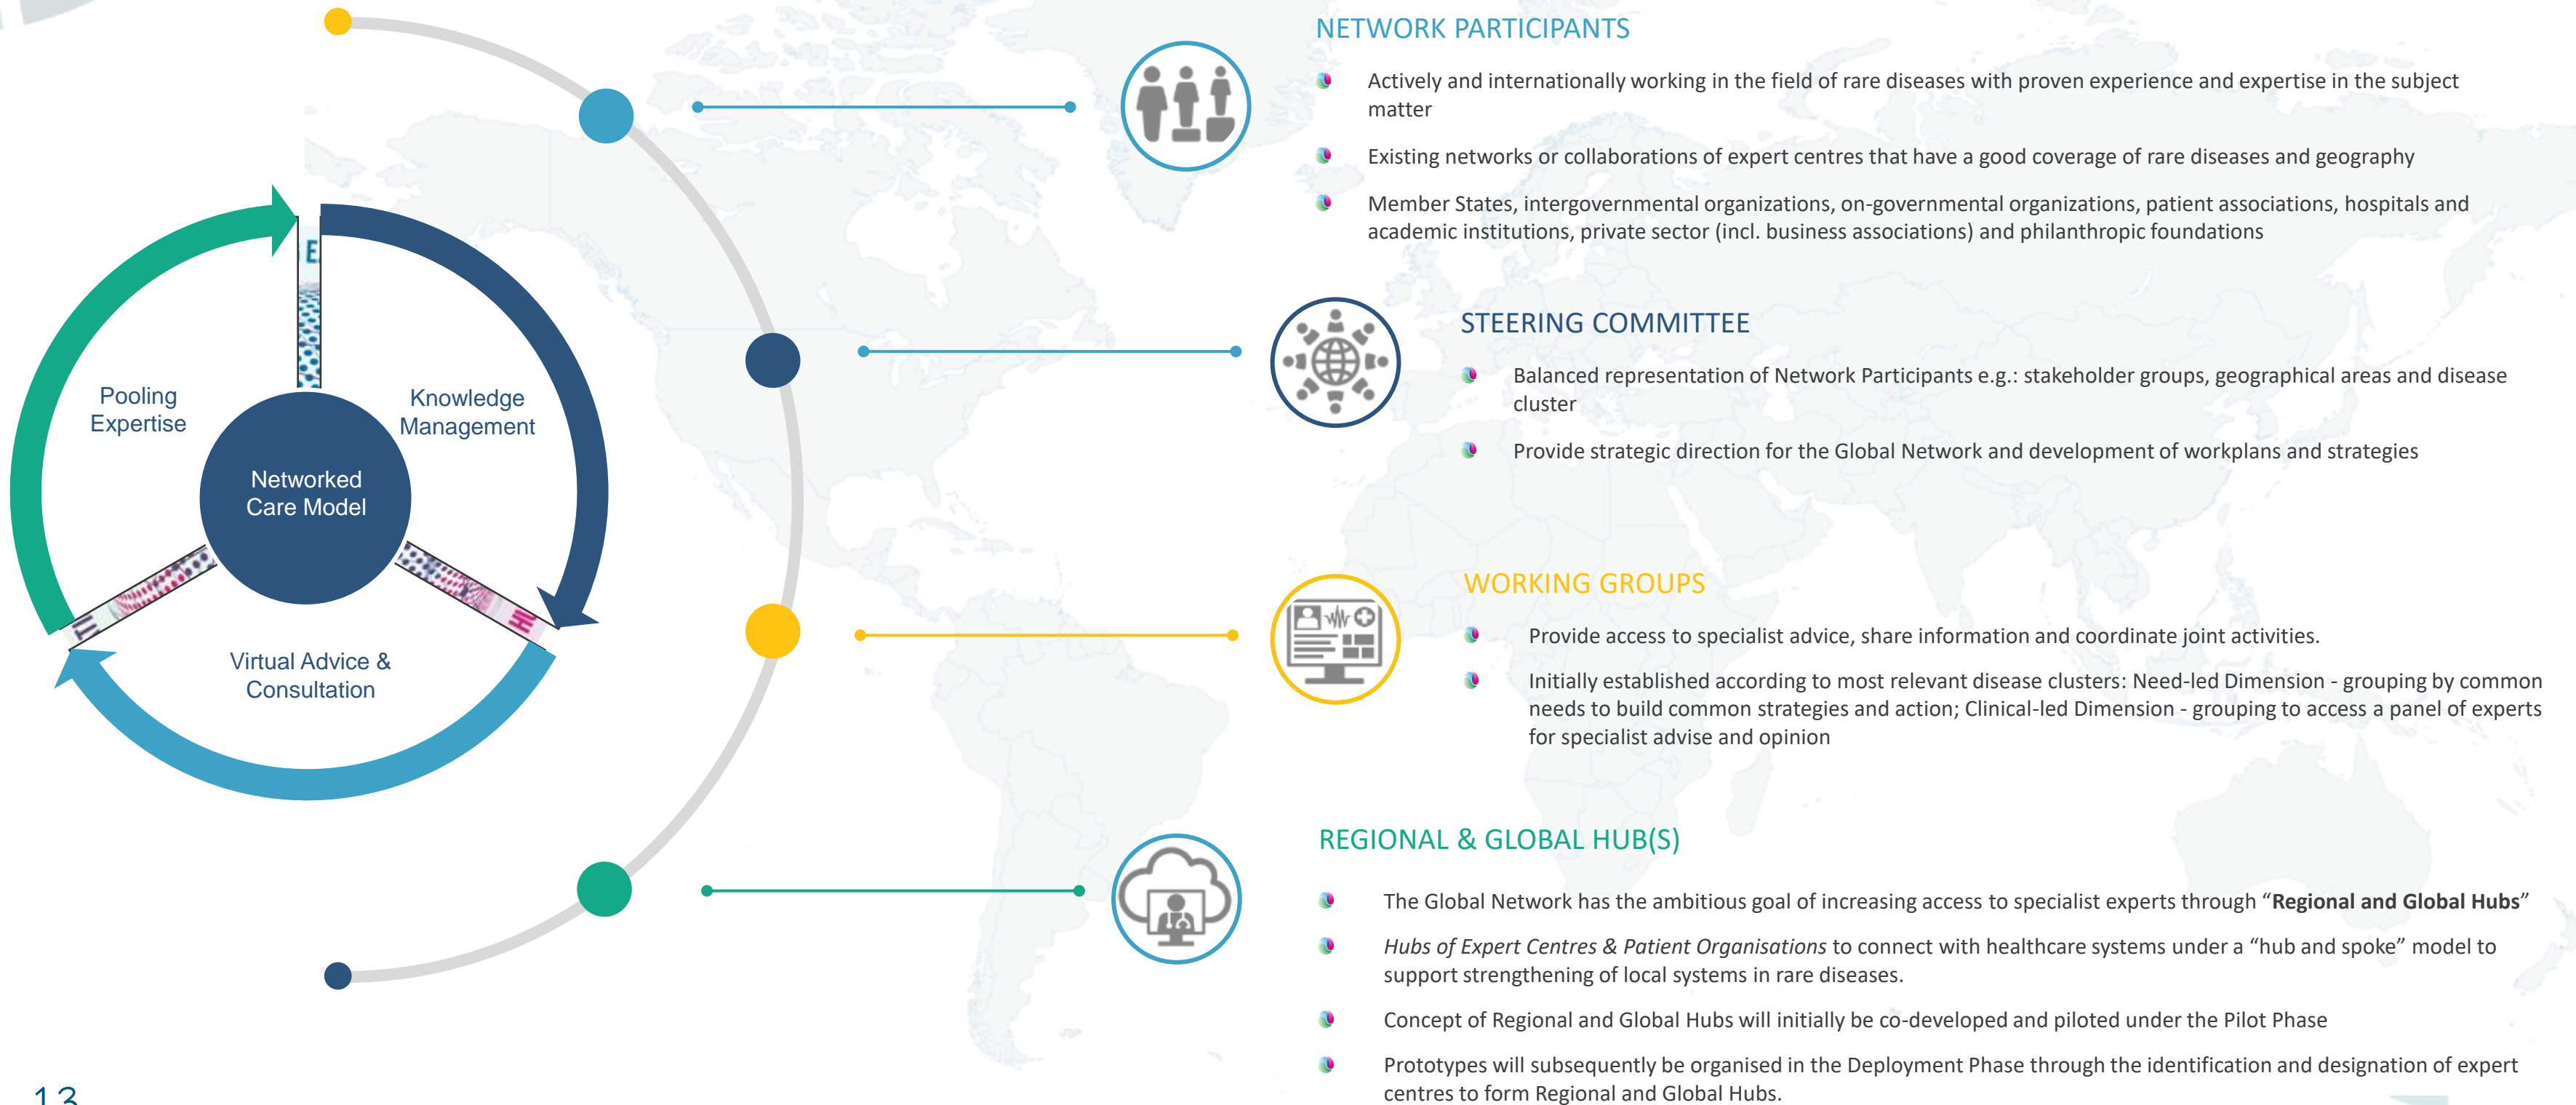 Pooling
Expertise
Knowledge
Management
Networked
Care Model
Virtual Advice &
Consultation
NETWORK PARTICIPANTS
Actively and internationally working in the field of rare diseases with proven experience and expertise in the subject
matter
Existing networks or collaborations of expert centres that have a good coverage of rare diseases and geography
Member States, intergovernmental organizations, on-governmental organizations, patient associations, hospitals and
academic institutions, private sector (incl. business associations) and philanthropic foundations
STEERING COMMITTEE
Balanced representation of Network Participants e.g.: stakeholder groups, geographical areas and disease
cluster
Provide strategic direction for the Global Network and development of workplans and strategies
WORKING GROUPS
Provide access to specialist advice, share information and coordinate joint activities.
Initially established according to most relevant disease clusters: Need-led Dimension - grouping by common
needs to build common strategies and action; Clinical-led Dimension - grouping to access a panel of experts
for specialist advise and opinion
REGIONAL & GLOBAL HUB(S)
The Global Network has the ambitious goal of increasing access to specialist experts through “Regional and Global Hubs”
Hubs of Expert Centres & Patient Organisations to connect with healthcare systems under a “hub and spoke” model to
support strengthening of local systems in rare diseases.
Concept of Regional and Global Hubs will initially be co-developed and piloted under the Pilot Phase
Prototypes will subsequently be organised in the Deployment Phase through the identification and designation of expert
centres to form Regional and Global Hubs.
13